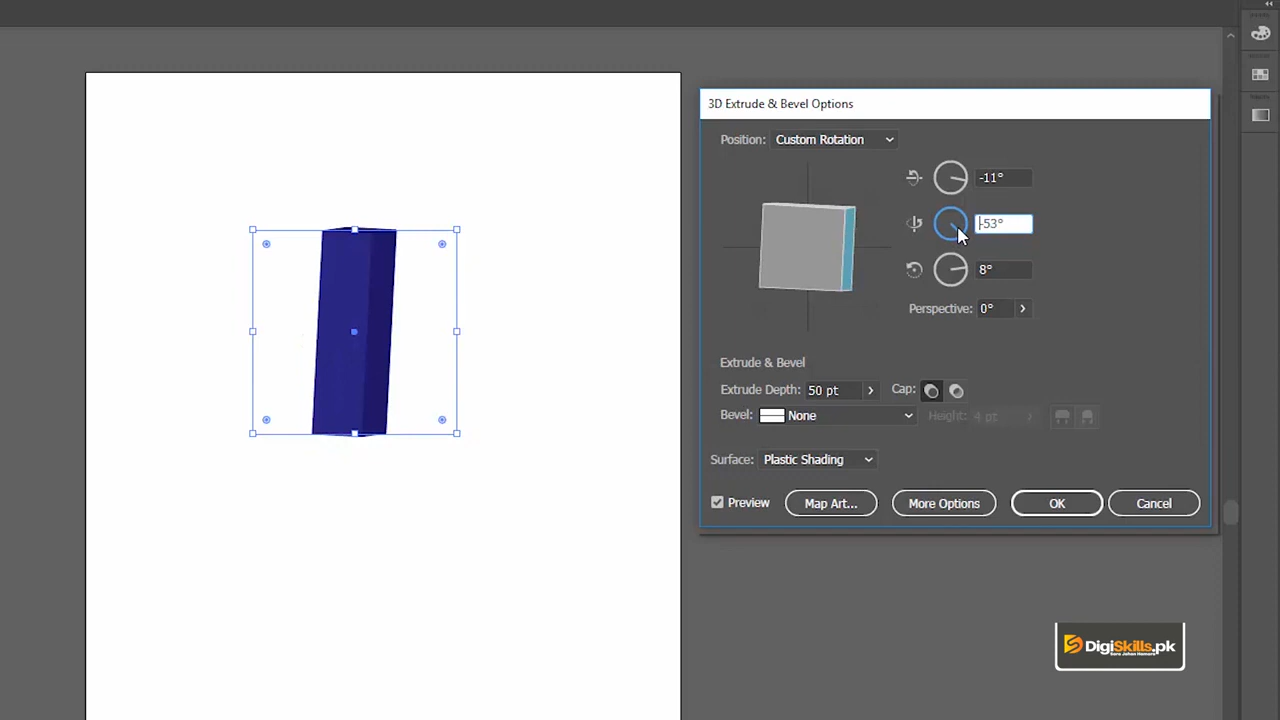 3D Extrude & Bevel Options
Position: Custom Rotation
-11°
-53°
8°
Perspective: 0°
Extrude & Bevel
Extrude Depth: 50 pt Cap:
Bevel: None Height: 4 pt
Surface: Plastic Shading
Preview Map Art... More Options OK Cancel
DigiSkills.pk